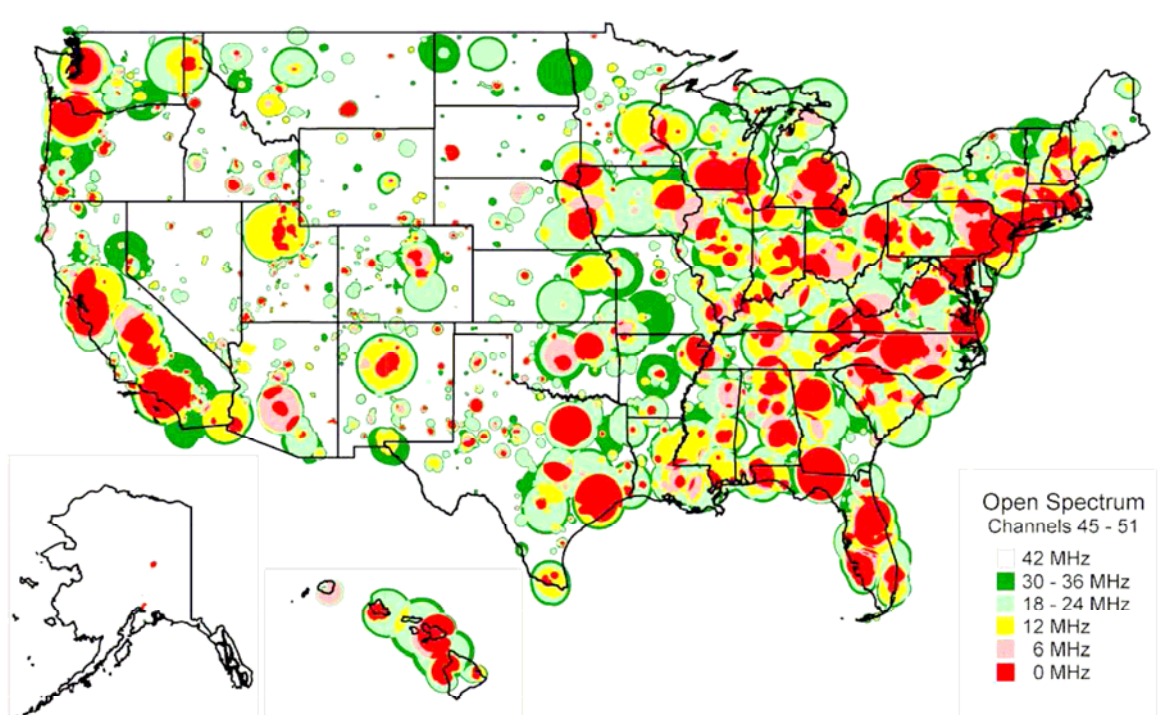 Open Spectrum
Channels 45 - 51
42 MHz
30 - 36 MHz
18 - 24 MHz
12 MHz
6 MHz
0 MHz